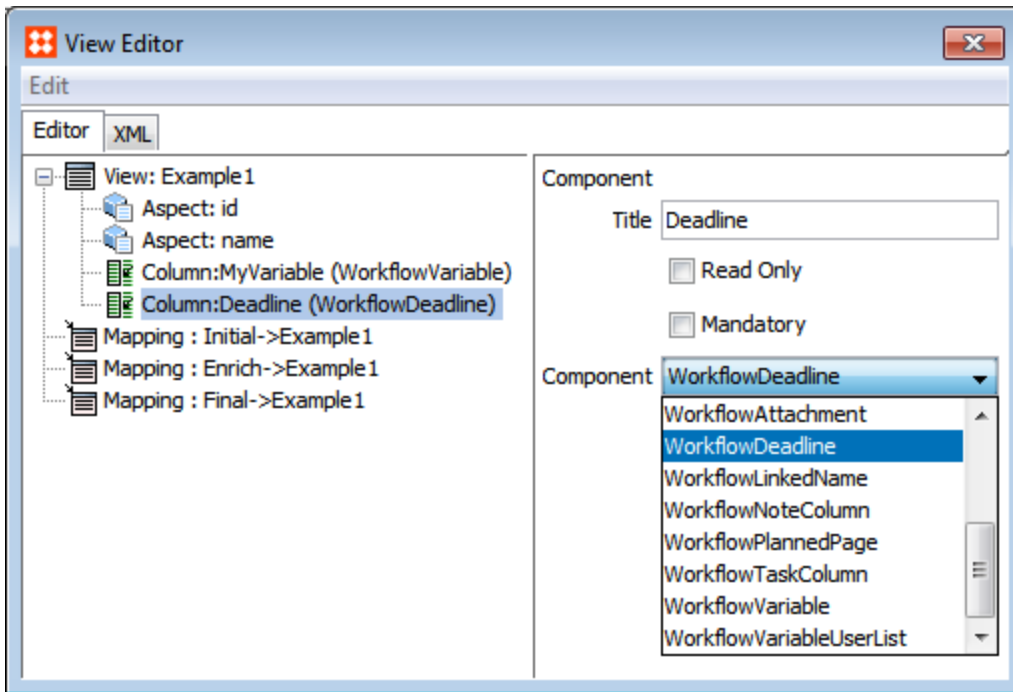 View Editor
Edit
Editor
XML
View: Example1
Aspect: id
Aspect: name
Column:MyVariable (WorkflowVariable)
Column:Deadline (WorkflowDeadline)
Mapping : Initial->Example1
Mapping : Enrich->Example1
Mapping : Final->Example1
Component
Title Deadline
Read Only
Mandatory
Component WorkflowDeadline
WorkflowAttachment
WorkflowDeadline
WorkflowLinkedName
WorkflowNoteColumn
WorkflowPlannedPage
WorkflowTaskColumn
WorkflowVariable
WorkflowVariableUserList